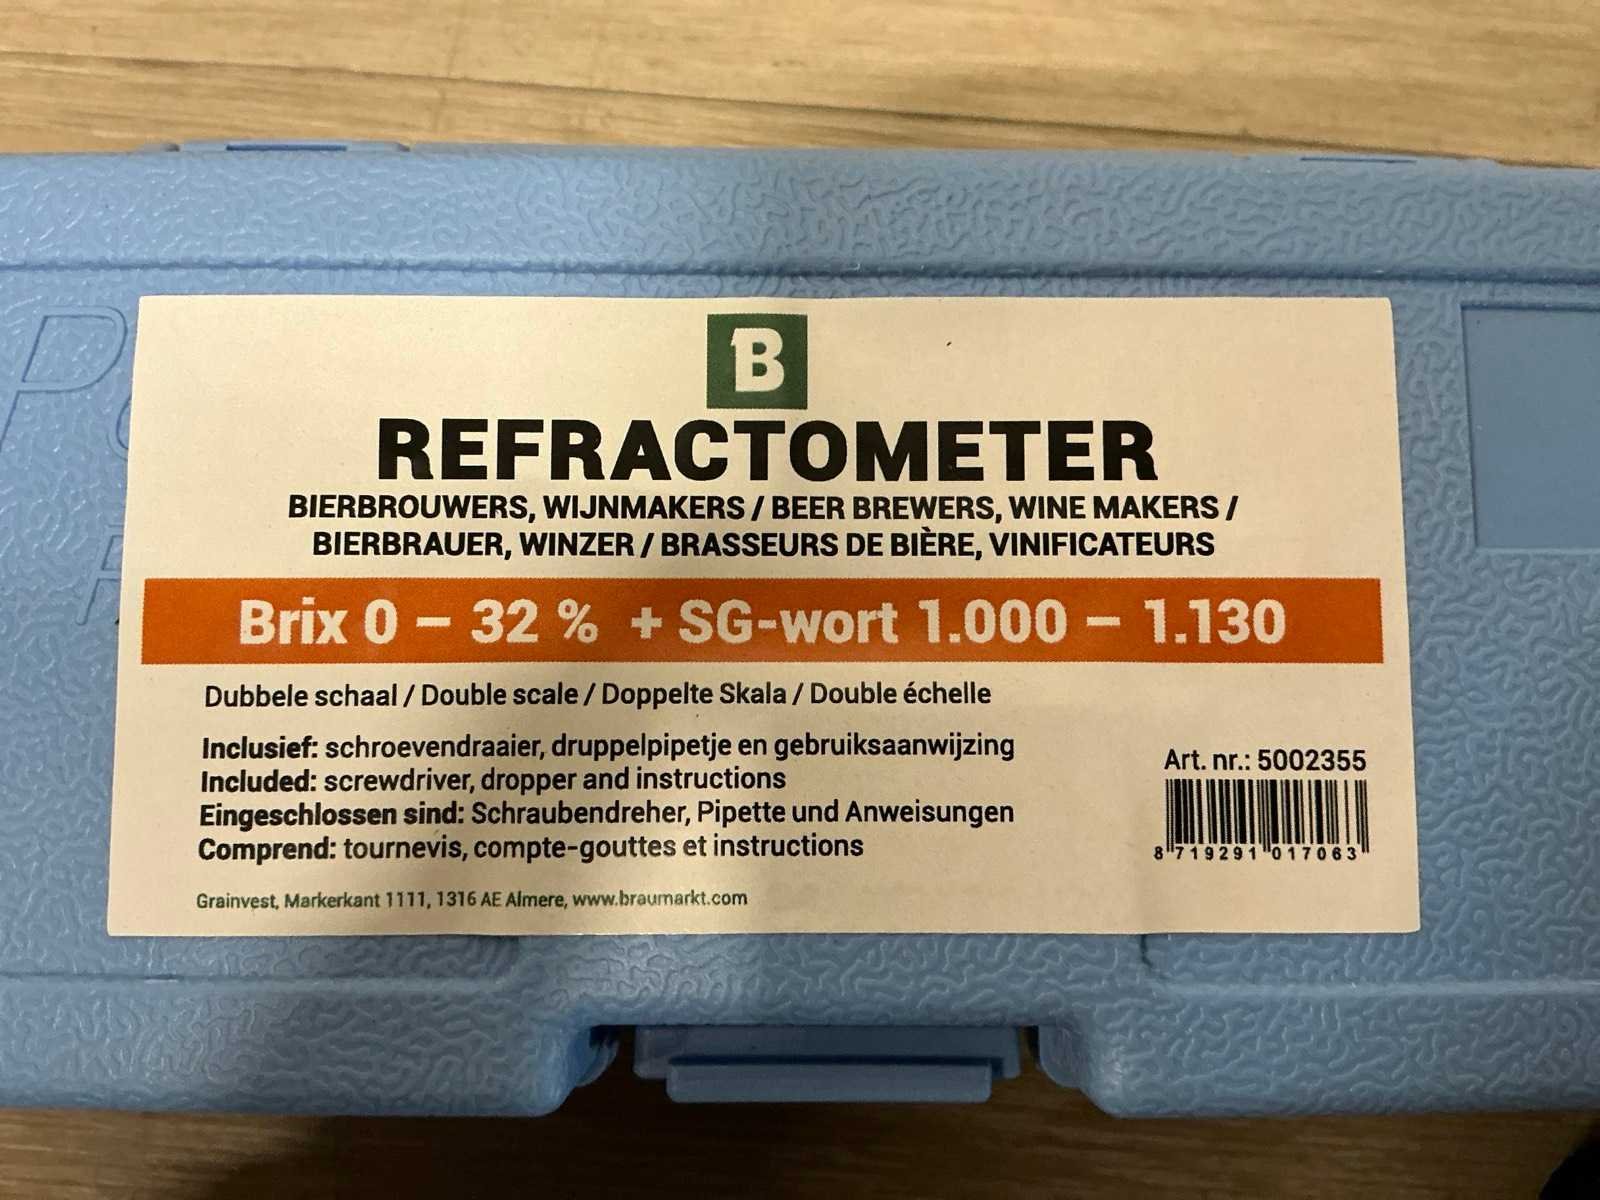 B
REFRACTOMETER
BIERBROUWERS, WIJNMAKERS / BEER BREWERS, WINE MAKERS /
BIERBRAUER, WINZER / BRASSEURS DE BIÈRE, VINIFICATEURS
Brix 0 – 32 % + SG-wort 1.000 – 1.130
Dubbele schaal / Double scale / Doppelte Skala / Double échelle
Inclusief: schroevendraaier, druppelpipetje en gebruiksaanwijzing
Included: screwdriver, dropper and instructions
Eingeschlossen sind: Schraubendreher, Pipette und Anweisungen
Comprend: tournevis, compte-gouttes et instructions
Grainvest, Markerkant 1111, 1316 AE Almere, www.braumarkt.com
Art. nr.: 5002355
8 719291 017063